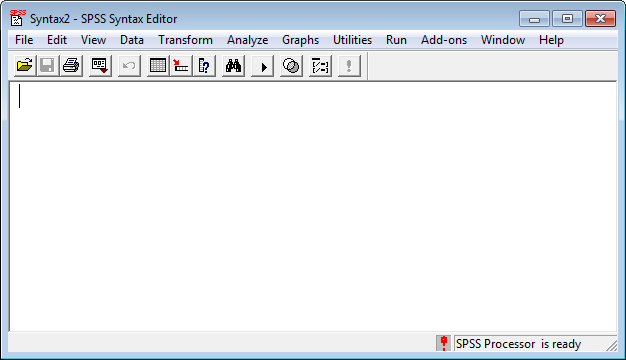 SPSS Syntax2 - SPSS Syntax Editor
File Edit View Data Transform Analyze Graphs Utilities Run Add-ons Window Help
SPSS Processor is ready